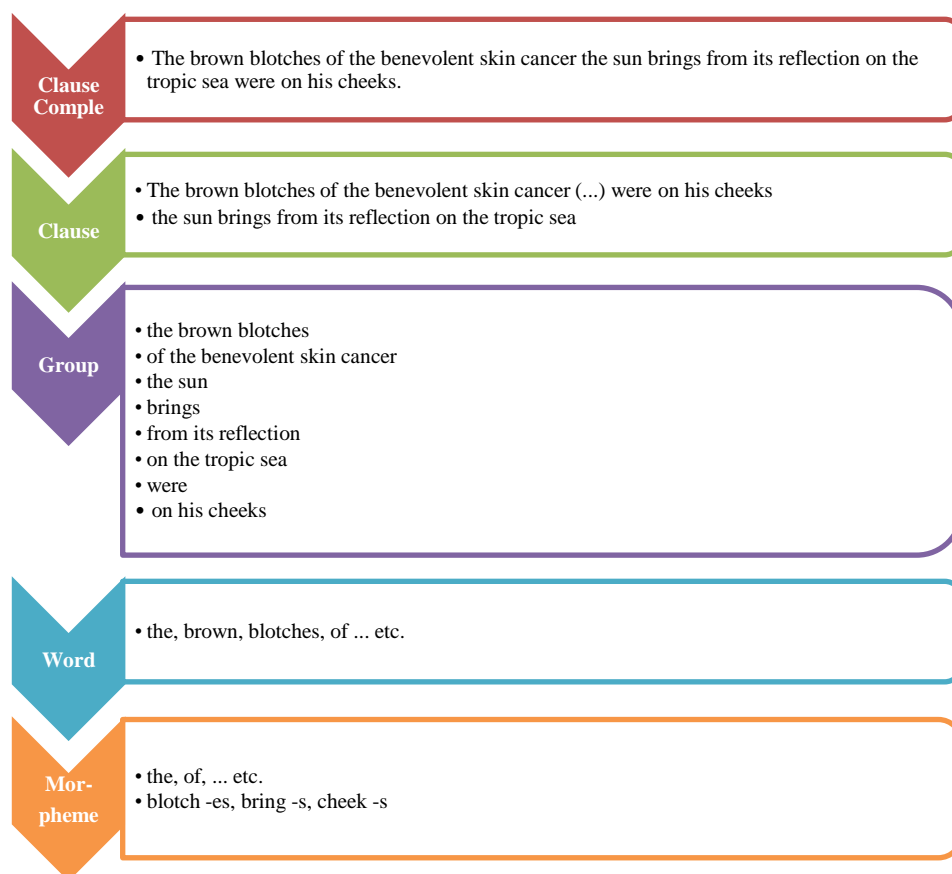 Clause
Comple
• The brown blotches of the benevolent skin cancer the sun brings from its reflection on the
tropic sea were on his cheeks.
Clause
• The brown blotches of the benevolent skin cancer (...) were on his cheeks
• the sun brings from its reflection on the tropic sea
Group
• the brown blotches
• of the benevolent skin cancer
• the sun
• brings
• from its reflection
• on the tropic sea
• were
• on his cheeks
Word
• the, brown, blotches, of ... etc.
Mor-
pheme
• the, of, ... etc.
• blotch -es, bring -s, cheek -s